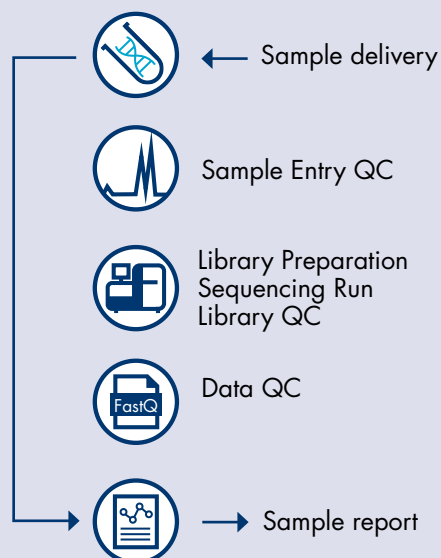 Sample delivery
Sample Entry QC
Library Preparation
Sequencing Run
Library QC
Data QC
FastQ
Sample report